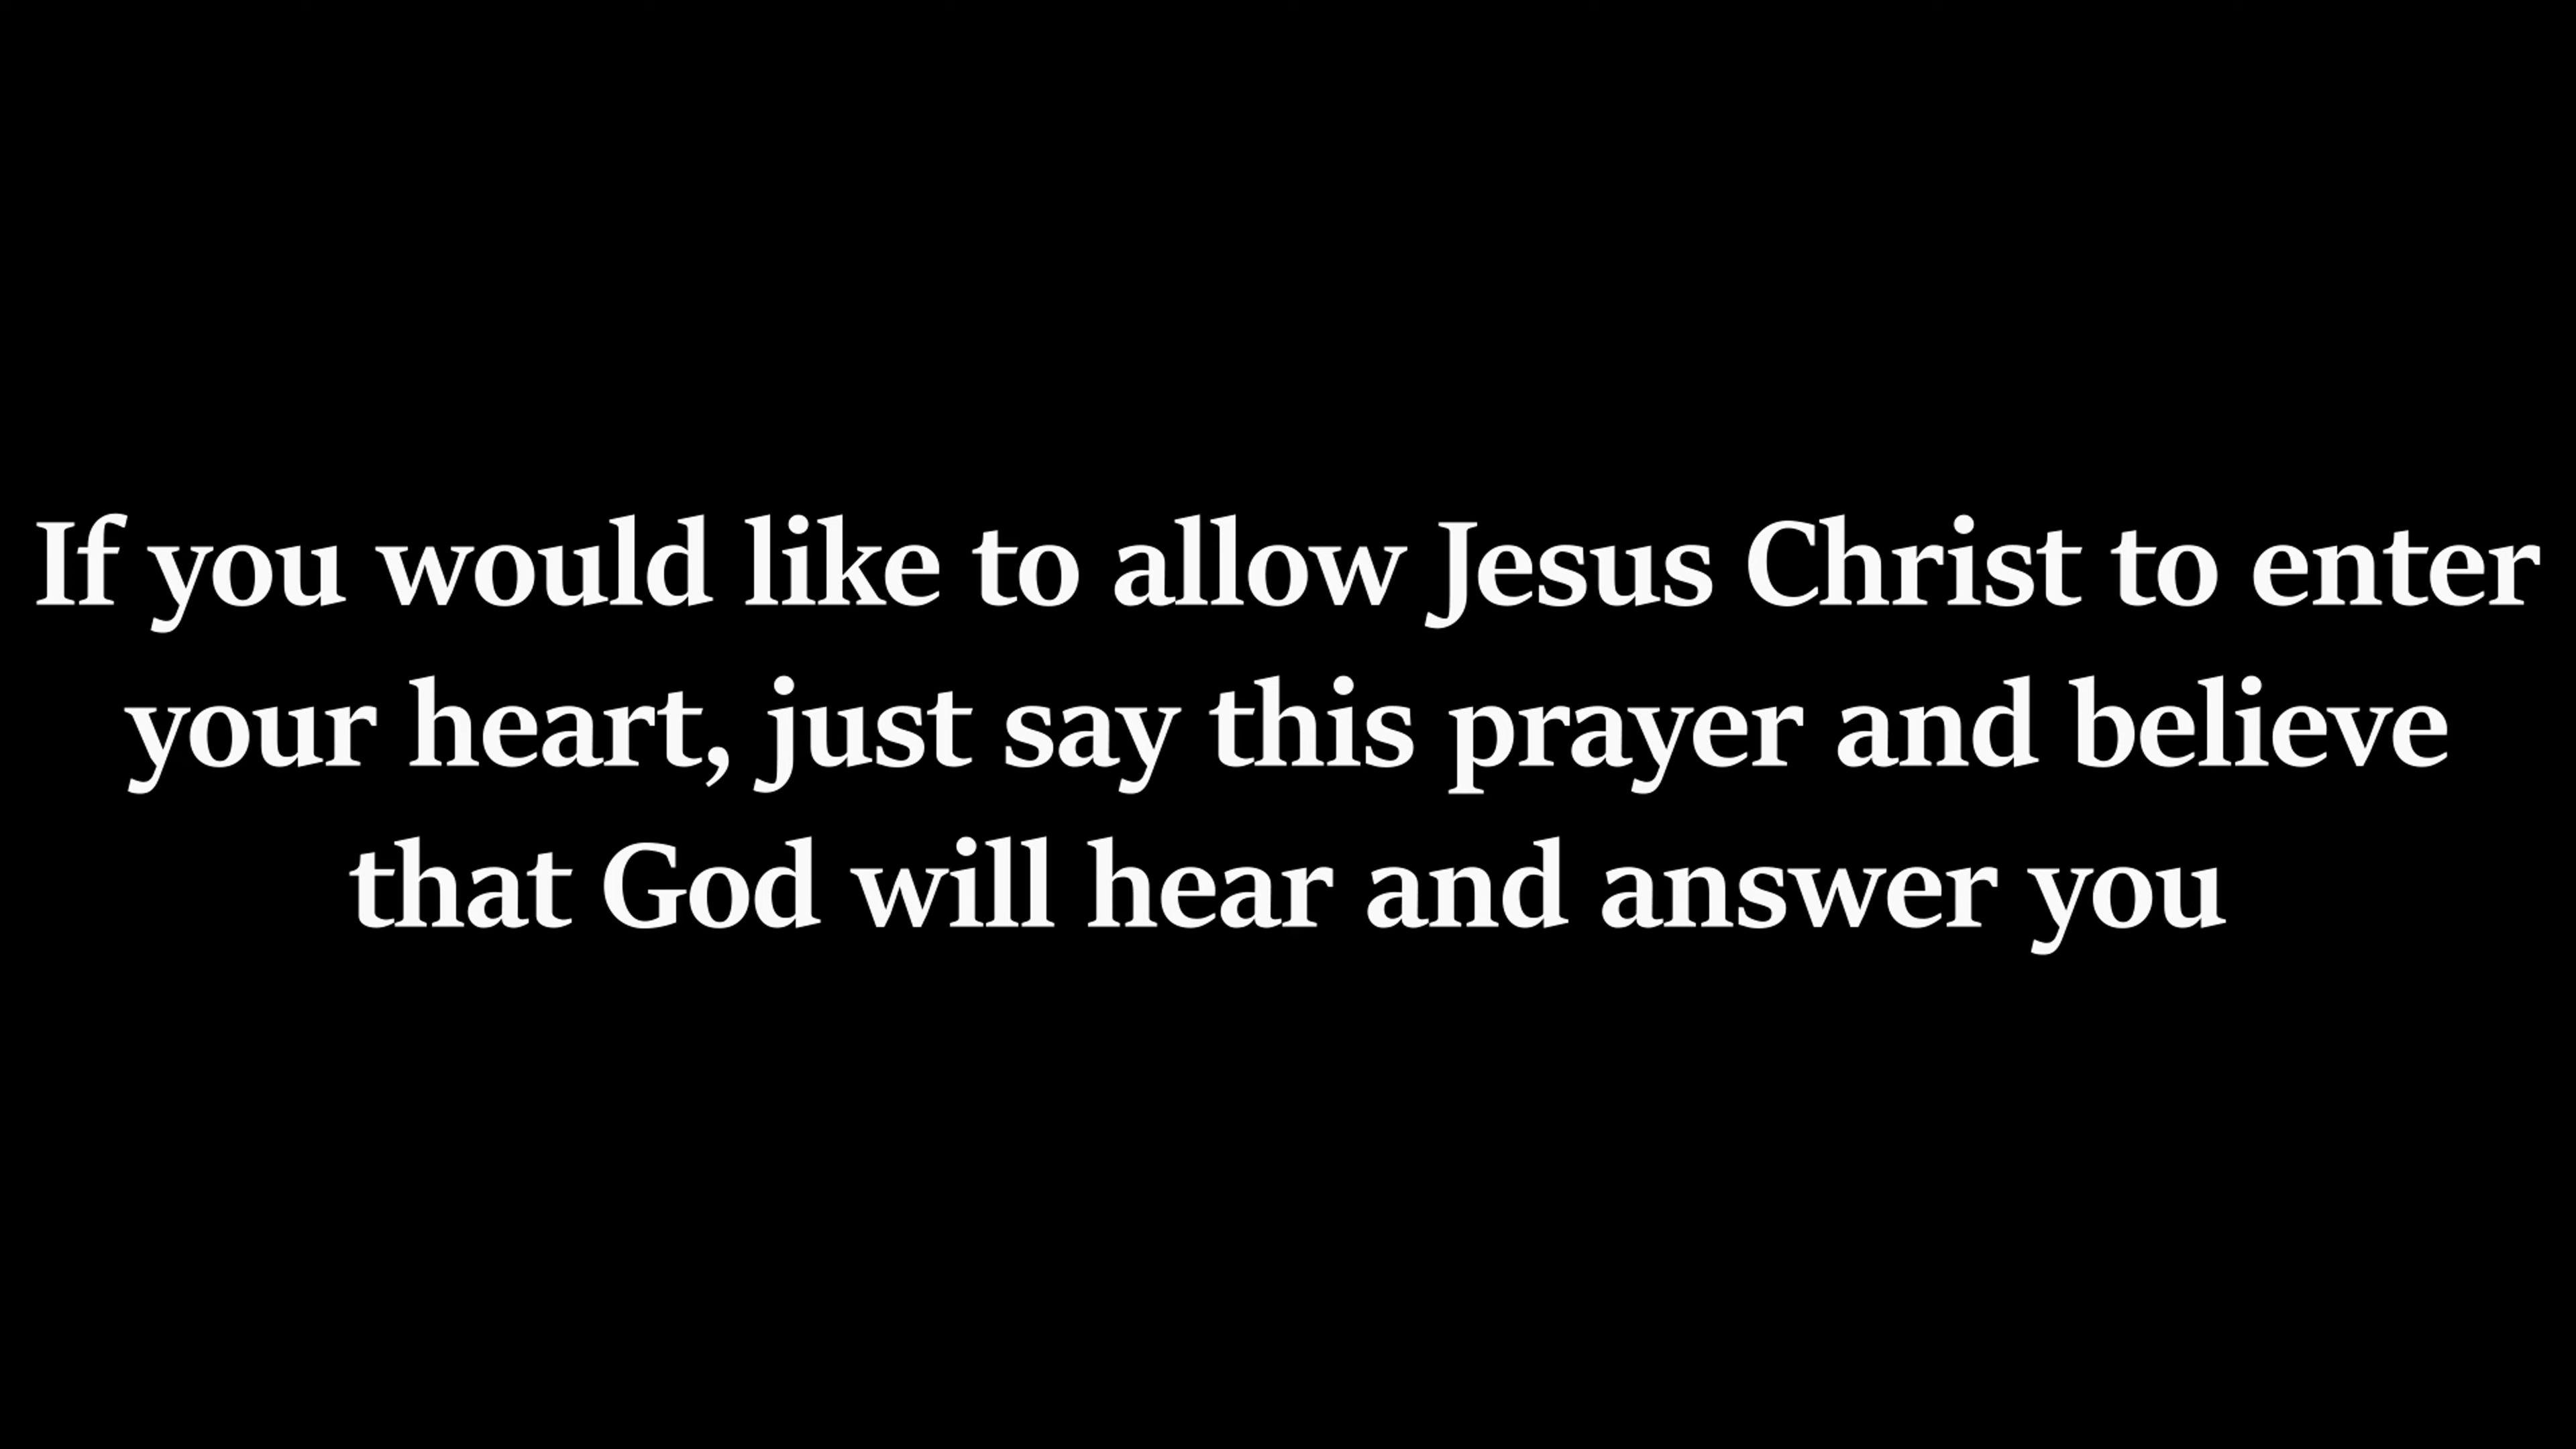 If you would like to allow Jesus Christ to enter
your heart, just say this prayer and believe
that God will hear and answer you